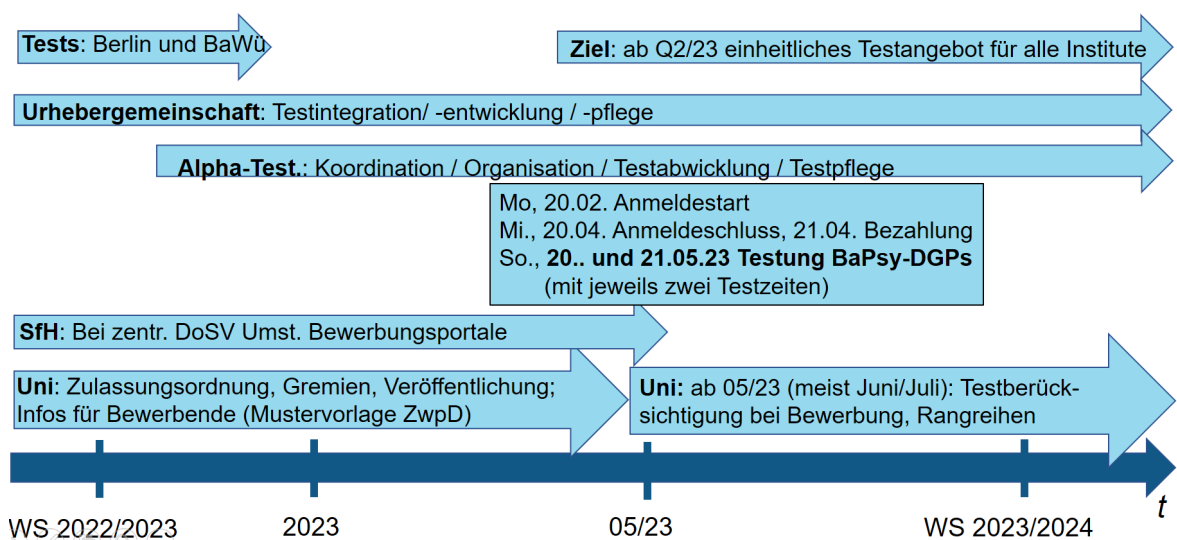 Tests: Berlin und BaWü
Ziel: ab Q2/23 einheitliches Testangebot für alle Institute
Urhebergemeinschaft: Testintegration/ -entwicklung / -pflege
Alpha-Test.: Koordination / Organisation / Testabwicklung / Testpflege
Mo, 20.02. Anmeldestart
Mi., 20.04. Anmeldeschluss, 21.04. Bezahlung
So., 20.. und 21.05.23 Testung BaPsy-DGPs
(mit jeweils zwei Testzeiten)
SfH: Bei zentr. DoSV Umst. Bewerbungsportale
Uni: Zulassungsordnung, Gremien, Veröffentlichung;
Infos für Bewerbende (Mustervorlage ZwpD)
Uni: ab 05/23 (meist Juni/Juli): Testberück-
sichtigung bei Bewerbung, Rangreihen
WS 2022/2023
2023
05/23
WS 2023/2024
t